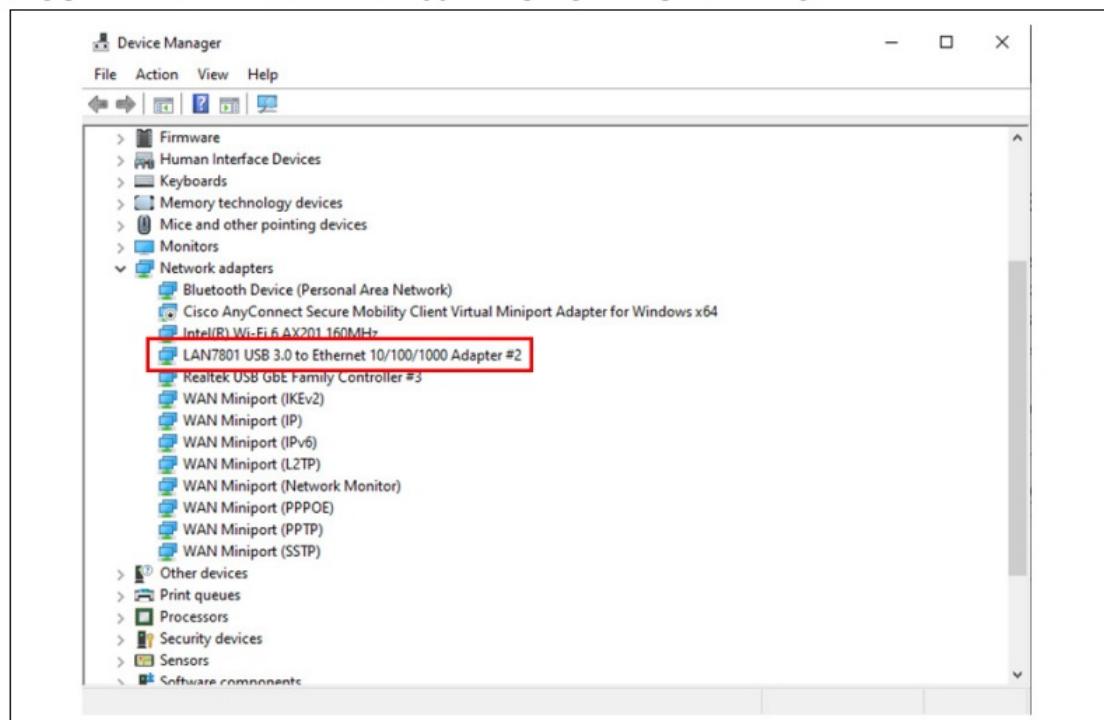 Device Manager
File Action View Help
Firmware
Human Interface Devices
Keyboards
Memory technology devices
Mice and other pointing devices
Monitors
Network adapters
Bluetooth Device (Personal Area Network)
Cisco AnyConnect Secure Mobility Client Virtual Miniport Adapter for Windows x64
Intel(R) Wi-Fi 6 AX201 160MHz
LAN7801 USB 3.0 to Ethernet 10/100/1000 Adapter #2
Realtek USB GbE Family Controller #3
WAN Miniport (IKEv2)
WAN Miniport (IP)
WAN Miniport (IPv6)
WAN Miniport (L2TP)
WAN Miniport (Network Monitor)
WAN Miniport (PPPOE)
WAN Miniport (PPTP)
WAN Miniport (SSTP)
Other devices
Print queues
Processors
Security devices
Sensors
Software components